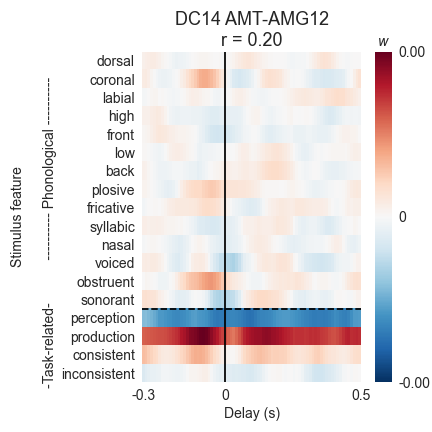 DC14 AMT-AMG12
r = 0.20
w
Stimulus feature
-Task-related- ----------- Phonological ----------
dorsal
coronal
labial
high
front
low
back
plosive
fricative
syllabic
nasal
voiced
obstruent
sonorant
perception
production
consistent
inconsistent
0.00
0
-0.00
-0.3
0
0.5
Delay (s)